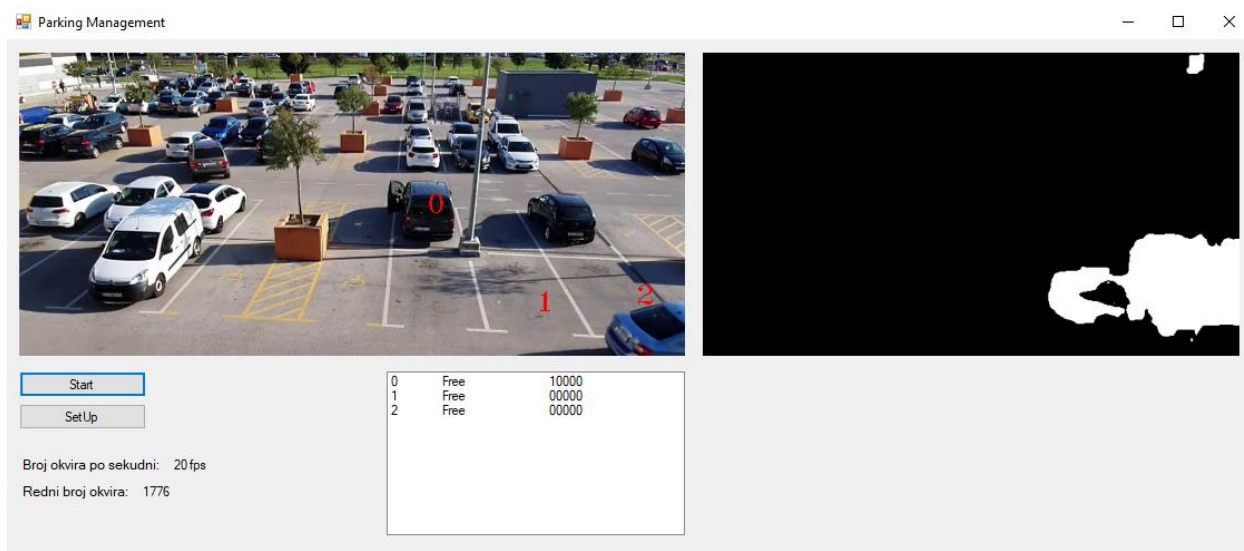 Parking Management
0
1
2
Start
SetUp
0 Free 10000
1 Free 00000
2 Free 00000
Broj okvira po sekundni: 20 fps
Redni broj okvira: 1776